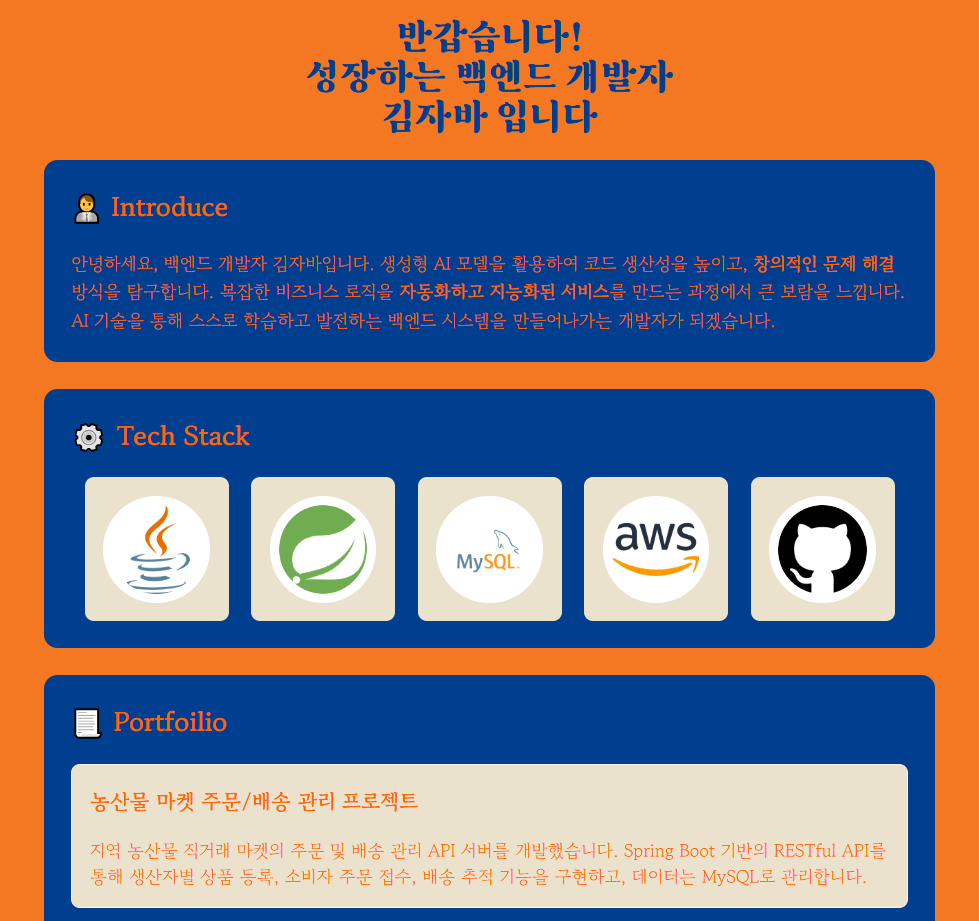 반갑습니다!
성장하는 백엔드 개발자
김자바 입니다
Introduce
안녕하세요, 백엔드 개발자 김자바입니다. 생성형 AI 모델을 활용하여 코드 생산성을 높이고, 창의적인 문제 해결
방식을 탐구합니다. 복잡한 비즈니스 로직을 자동화하고 지능화된 서비스를 만드는 과정에서 큰 보람을 느낍니다.
AI 기술을 통해 스스로 학습하고 발전하는 백엔드 시스템을 만들어나가는 개발자가 되겠습니다.
Tech Stack
MySQL
aws
Portfoilio
농산물 마켓 주문/배송 관리 프로젝트
지역 농산물 직거래 마켓의 주문 및 배송 관리 API 서버를 개발했습니다. Spring Boot 기반의 RESTful API를
통해 생산자별 상품 등록, 소비자 주문 접수, 배송 추적 기능을 구현하고, 데이터는 MySQL로 관리합니다.